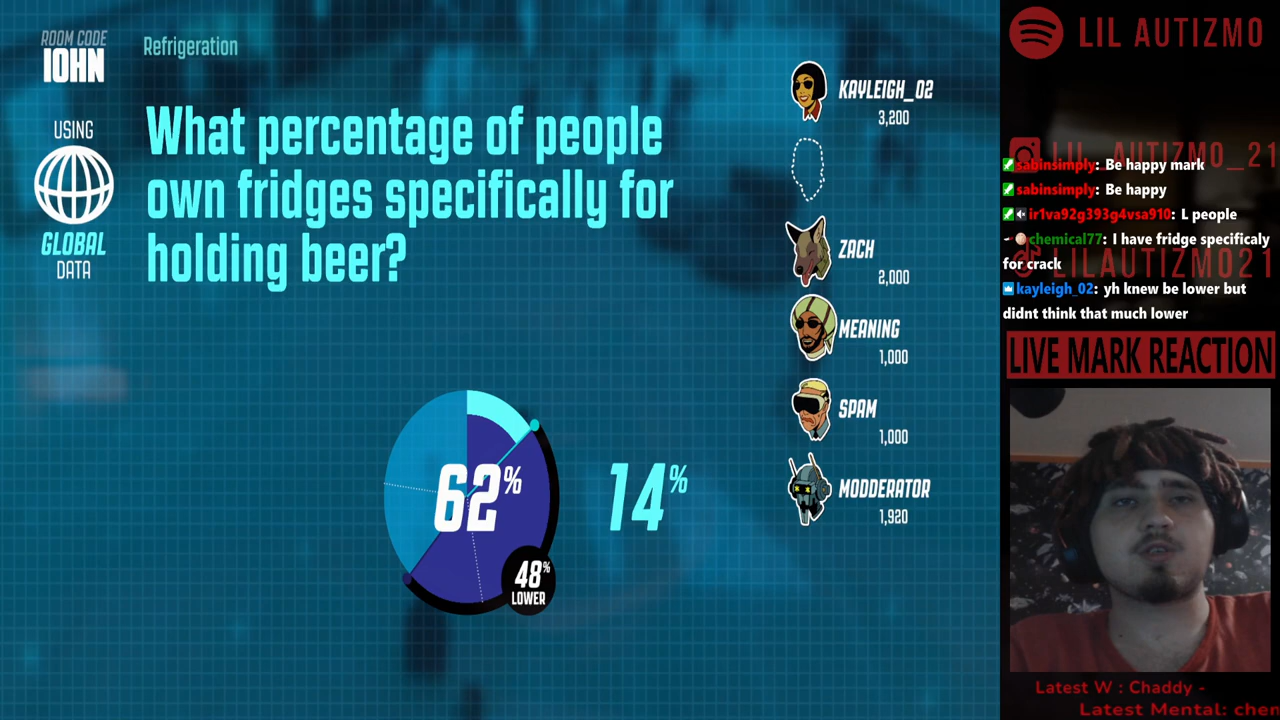 ROOM CODE
IOHN
Refrigeration
USING
GLOBAL
DATA
What percentage of people
own fridges specifically for
holding beer?
62%
48%
LOWER
14%
KAYLEIGH_02
3,200
ZACH
2,000
MEANING
1,000
SPAM
1,000
MODDERATOR
1,920
LIL AUTIZMO
LIL_AUTIZMO_21
sabinsimply: Be happy mark
sabinsimply: Be happy
ir1va92g393g4vsa910: L people
chemical77: I have fridge specificaly
for crack
LILAUTIZMO21
kayleigh_02: yh knew be lower but
didnt think that much lower
LIVE MARK REACTION
Latest W : Chaddy -
Latest Mental: chem